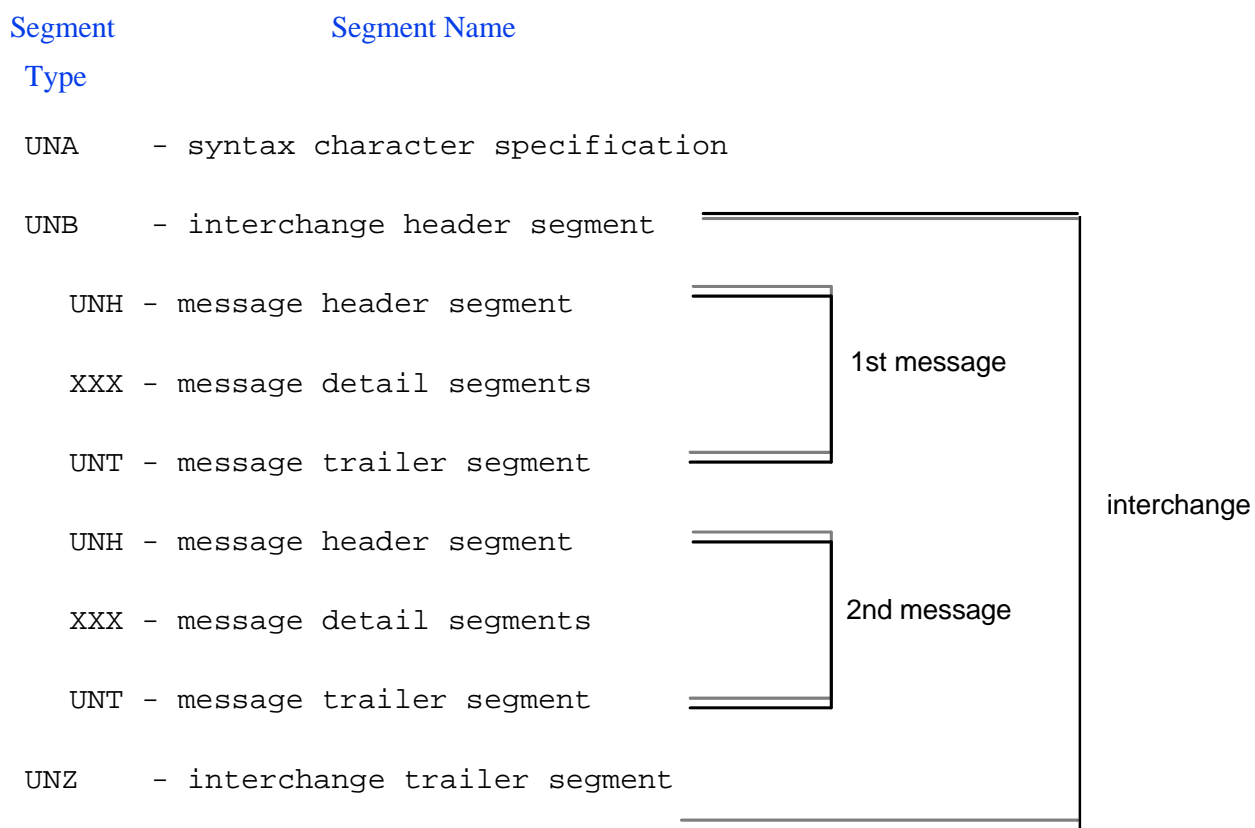 Segment Segment Name
Type
UNA - syntax character specification
UNB - interchange header segment
UNH - message header segment
1st message
XXX - message detail segments
UNT - message trailer segment
interchange
UNH - message header segment
2nd message
XXX - message detail segments
UNT - message trailer segment
UNZ - interchange trailer segment